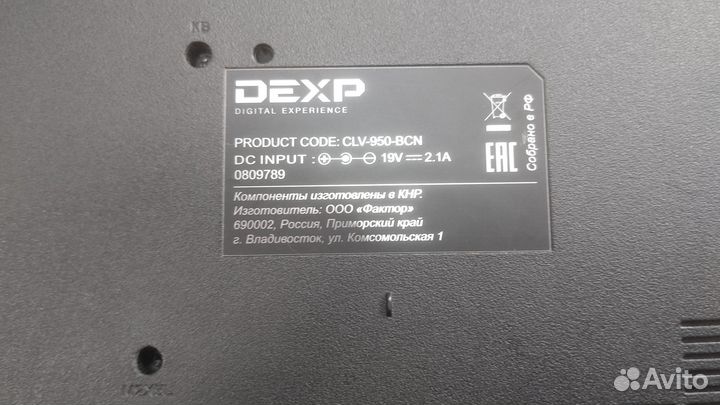 KB
DEXP
DIGITAL EXPERIENCE
PRODUCT CODE: CLV-950-BCN
DC INPUT : 19V 2.1A
0809789
EAC
Собрано в РФ
Компоненты изготовлены в КНР.
Изготовитель: ООО «Фактор»
690002, Россия, Приморский край
г. Владивосток, ул. Комсомольская 1
Avito